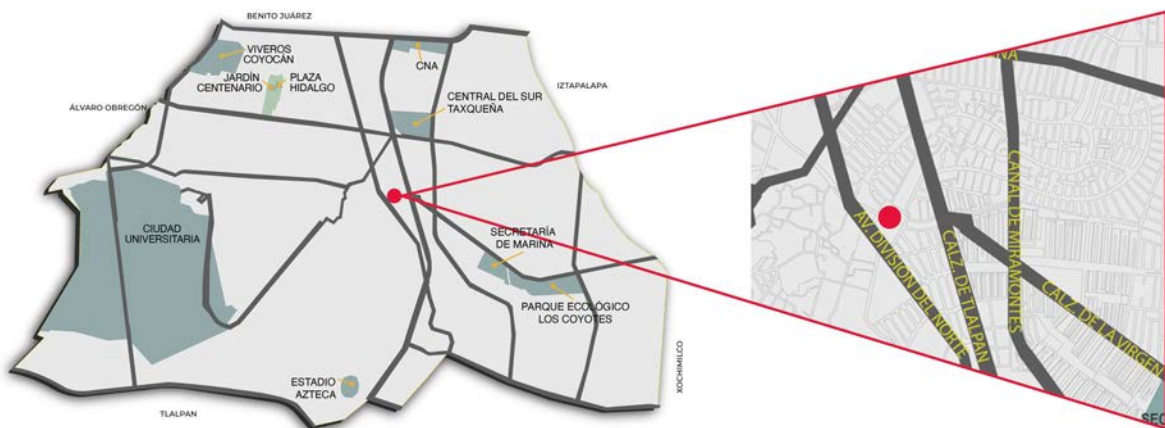 BENITO JUÁREZ
VIVEROS
COYOCÁN
JARDÍN
CENTENARIO
PLAZA
HIDALGO
CNA
IZTAPALAPA
ÁLVARO OBREGÓN
CENTRAL DEL SUR
TAXQUEÑA
CIUDAD
UNIVERSITARIA
SECRETARÍA
DE MARINA
PARQUE ECOLÓGICO
LOS COYOTES
ESTADIO
AZTECA
TLALPAN
XOCHIMILCO
NA
AV. DIVISIÓN DEL NORTE
CALZ. DE TLALPAN
CANAL DE MIRAMONTES
CALZ. DE LA VIRGEN
SEC